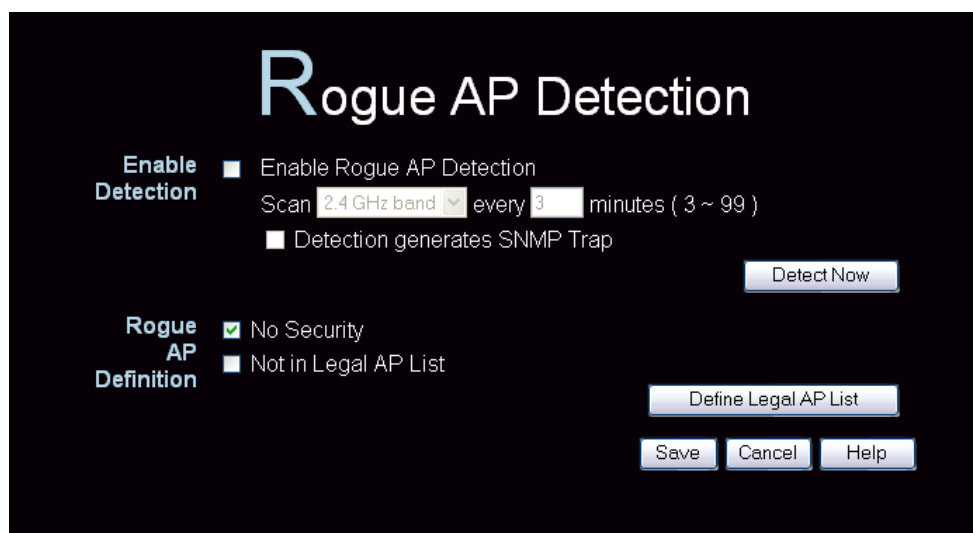 Rogue AP Detection
Enable Detection
Enable Rogue AP Detection
Scan 2.4 GHz band every 3 minutes ( 3 ~ 99 )
Detection generates SNMP Trap
Detect Now
Rogue AP Definition
No Security
Not in Legal AP List
Define Legal AP List
Save Cancel Help